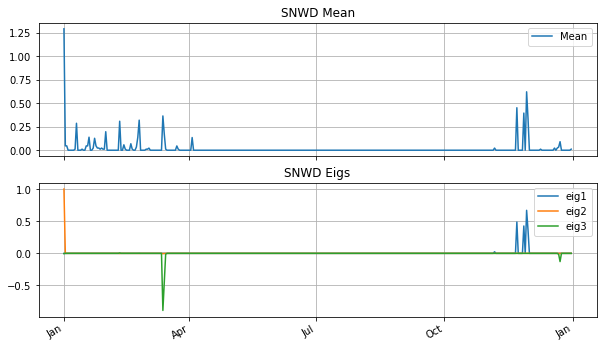 SNWD Mean
1.25
1.00
0.75
0.50
0.25
0.00
Mean
SNWD Eigs
1.0
0.5
0.0
−0.5
eig1
eig2
eig3
Jan
Apr
Jul
Oct
Jan